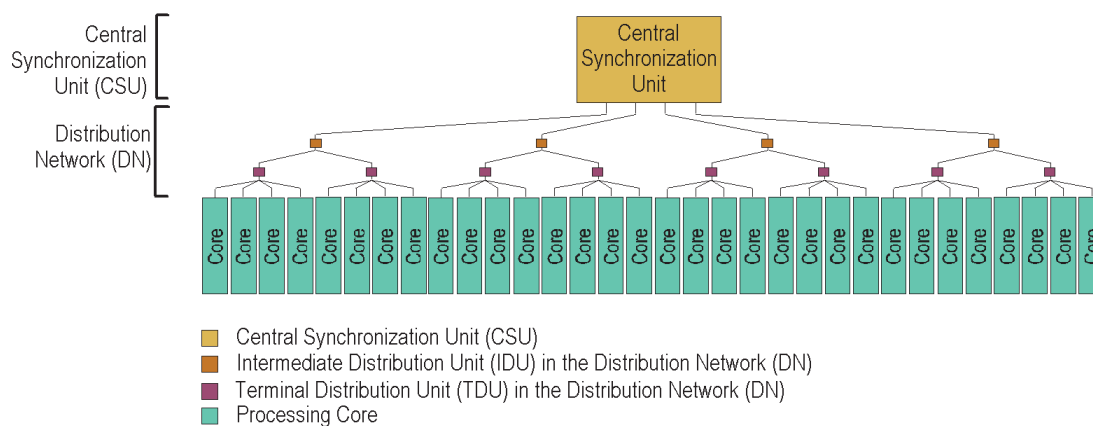 Central
Synchronization
Unit (CSU)
Central
Synchronization
Unit
Distribution
Network (DN)
Core Core Core Core Core Core Core Core Core Core Core Core Core Core Core Core Core Core Core Core Core Core Core Core Core Core Core Core Core Core Core Core
Central Synchronization Unit (CSU)
Intermediate Distribution Unit (IDU) in the Distribution Network (DN)
Terminal Distribution Unit (TDU) in the Distribution Network (DN)
Processing Core